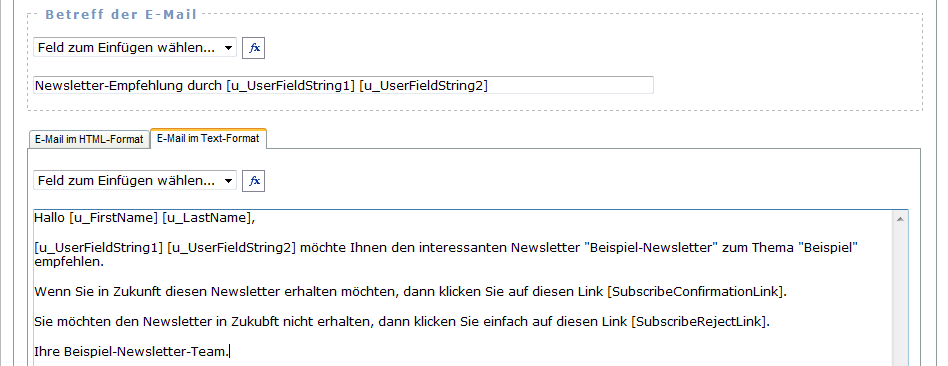 Betreff der E-Mail
Feld zum Einfügen wählen... fx
Newsletter-Empfehlung durch [u_UserFieldString1] [u_UserFieldString2]
E-Mail im HTML-Format E-Mail im Text-Format
Feld zum Einfügen wählen... fx
Hallo [u_FirstName] [u_LastName],
[u_UserFieldString1] [u_UserFieldString2] möchte Ihnen den interessanten Newsletter "Beispiel-Newsletter" zum Thema "Beispiel"
empfehlen.
Wenn Sie in Zukunft diesen Newsletter erhalten möchten, dann klicken Sie auf diesen Link [SubscribeConfirmationLink].
Sie möchten den Newsletter in Zukubft nicht erhalten, dann klicken Sie einfach auf diesen Link [SubscribeRejectLink].
Ihre Beispiel-Newsletter-Team.